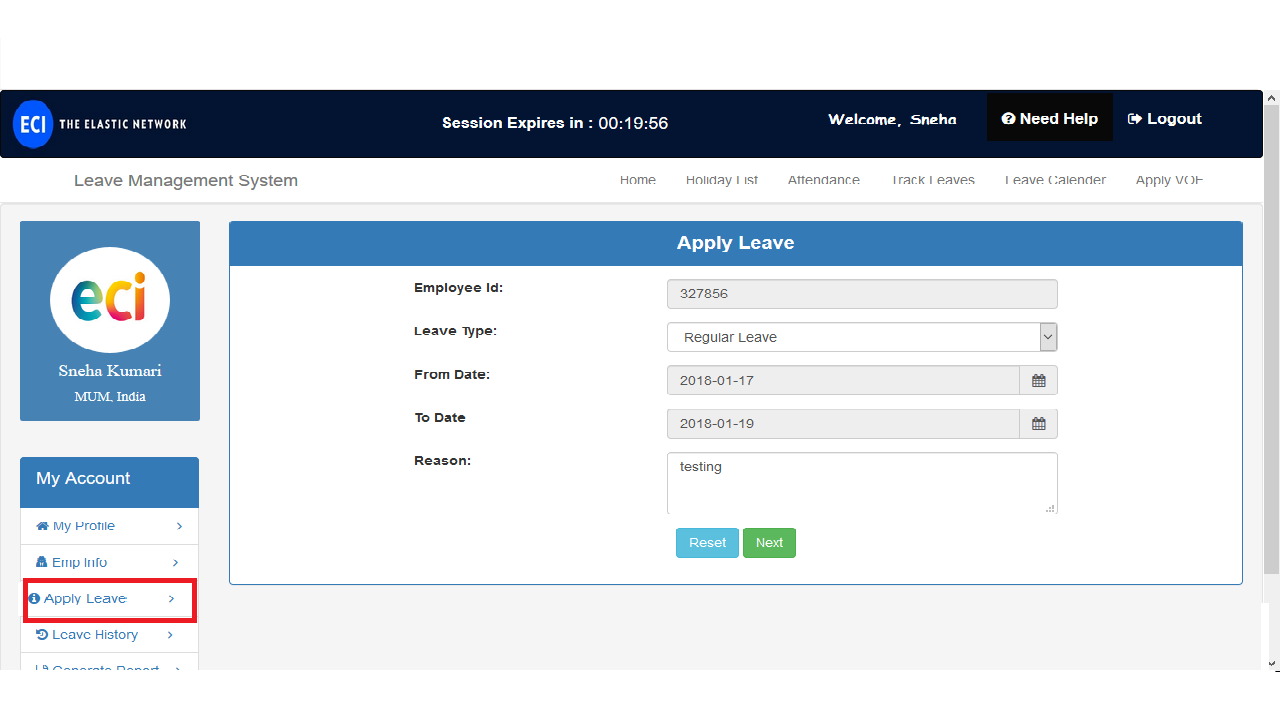 ECI THE ELASTIC NETWORK
Session Expires in : 00:19:56
Welcome, Sneha
Need Help
Logout
Leave Management System
Home
Holiday List
Attendance
Track Leaves
Leave Calender
Apply VOE
eci
Sneha Kumari
MUM, India
Apply Leave
Employee Id:
327856
Leave Type:
Regular Leave
From Date:
2018-01-17
To Date
2018-01-19
Reason:
testing
Reset
Next
My Account
My Profile
Emp Info
Apply Leave
Leave History
Generate Report